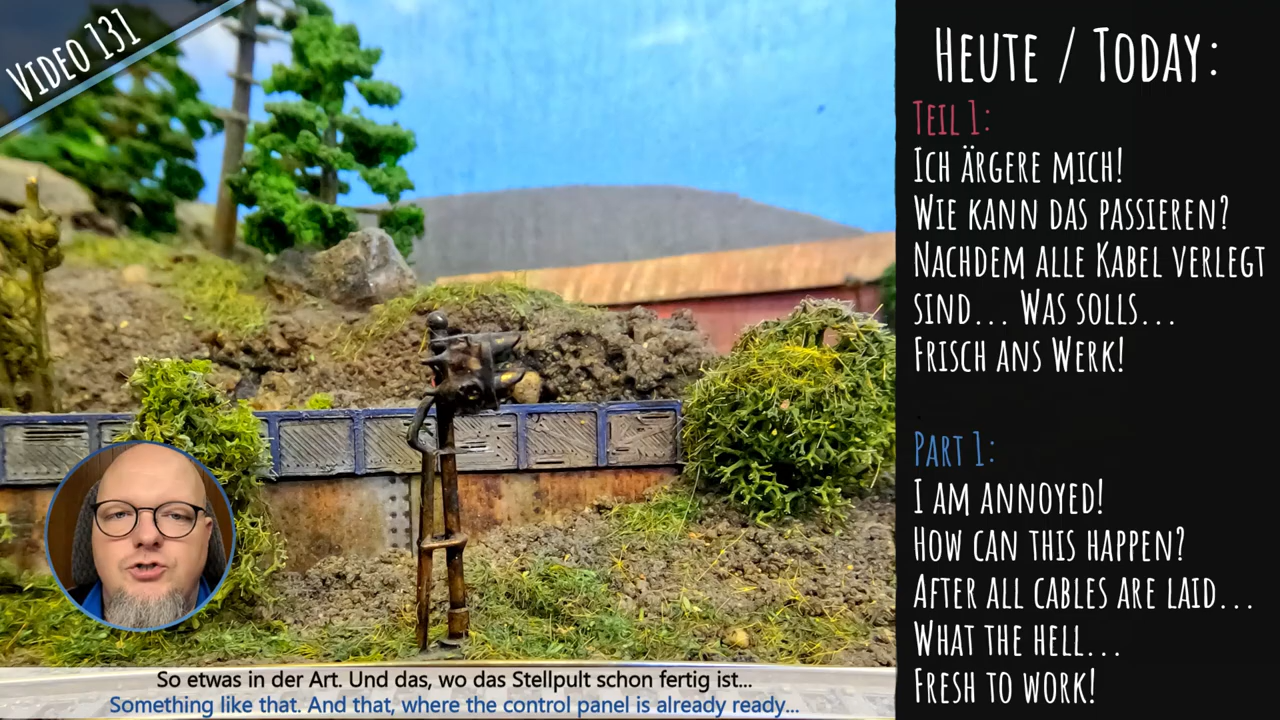 Video 131
Heute / Today:
Teil 1:
Ich ärgere mich!
Wie kann das passieren?
Nachdem alle Kabel verlegt
sind... Was solls...
Frisch ans Werk!
Part 1:
I am annoyed!
How can this happen?
After all cables are laid...
What the hell...
Fresh to work!
So etwas in der Art. Und das, wo das Stellpult schon fertig ist...
Something like that. And that, where the control panel is already ready...